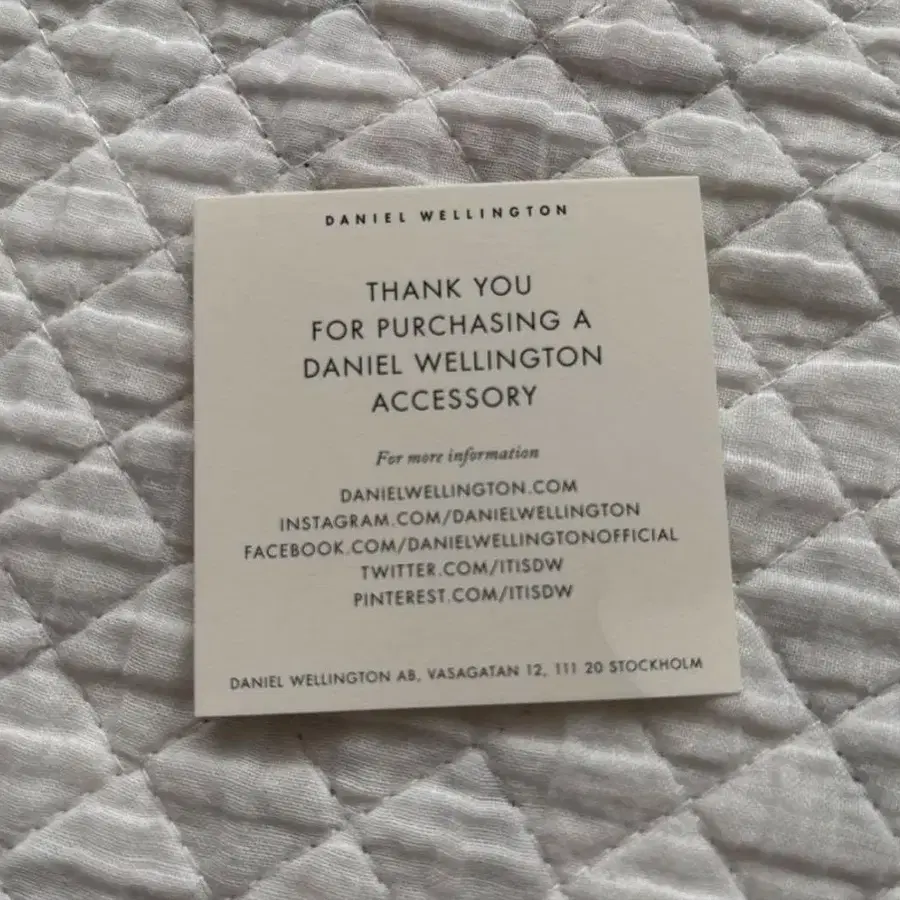 DANIEL WELLINGTON
THANK YOU
FOR PURCHASING A
DANIEL WELLINGTON
ACCESSORY
For more information
DANIELWELLINGTON.COM
INSTAGRAM.COM/DANIELWELLINGTON
FACEBOOK.COM/DANIELWELLINGTONOFFICIAL
TWITTER.COM/ITISDW
PINTEREST.COM/ITISDW
DANIEL WELLINGTON AB, VASAGATAN 12, 111 20 STOCKHOLM